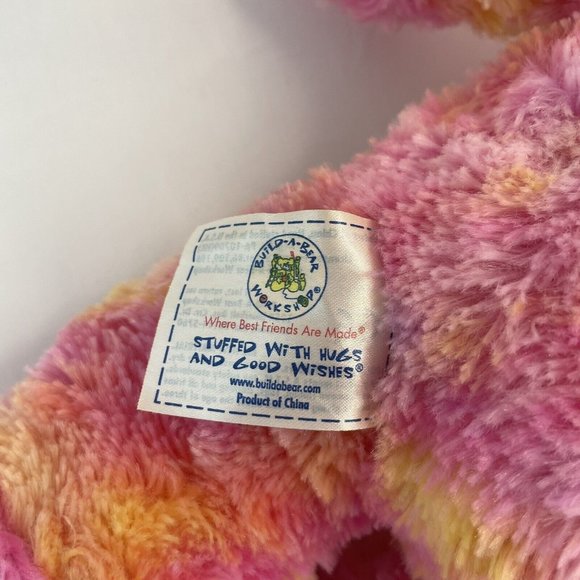 BUILD-A-BEAR
WORKSHOP®
Where Best Friends Are Made®
STUFFED WITH HUGS
AND GOOD WISHES®
www.buildabear.com
Product of China